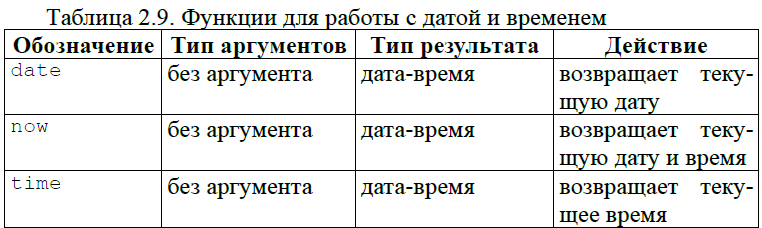 Таблица 2.9. Функции для работы с датой и временем
Обозначение Тип аргументов Тип результата Действие
date без аргумента дата-время возвращает теку-
щую дату
now без аргумента дата-время возвращает теку-
щую дату и время
time без аргумента дата-время возвращает теку-
щее время